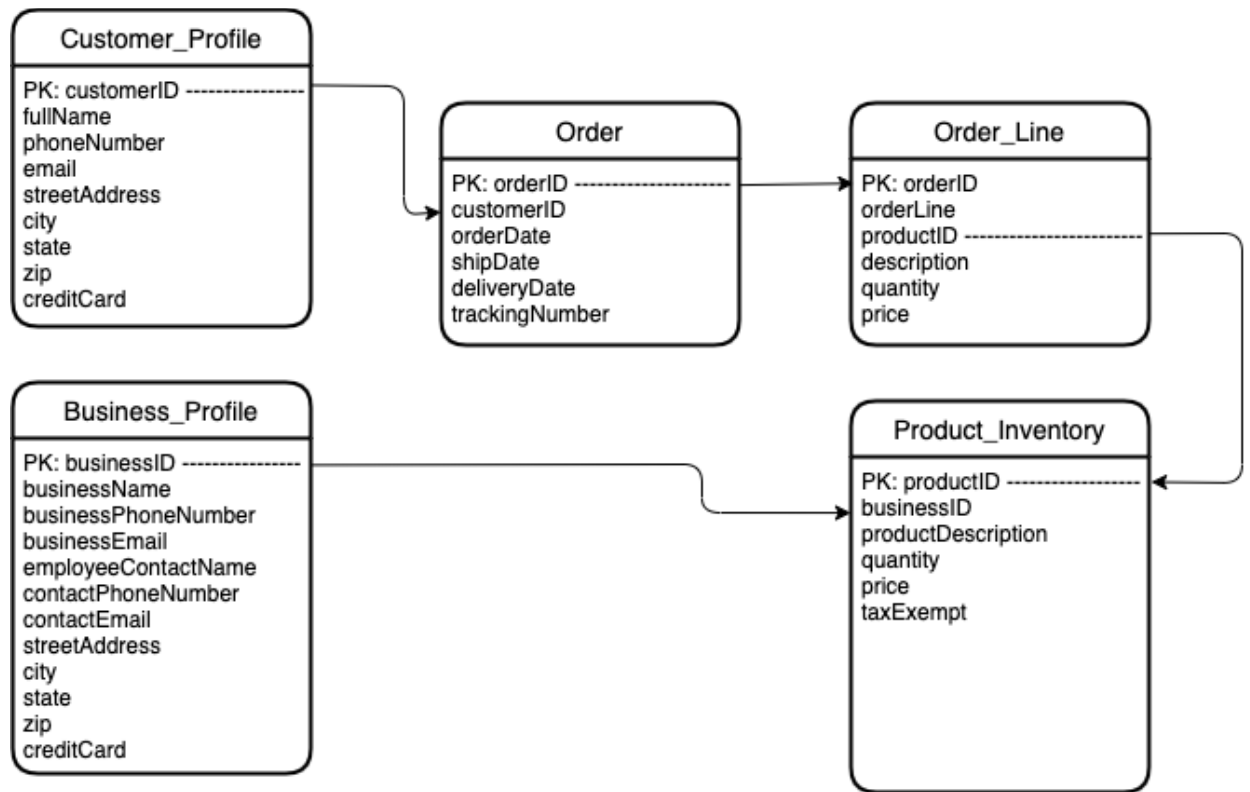 Customer_Profile
PK: customerID
fullName
phoneNumber
email
streetAddress
city
state
zip
creditCard
Order
PK: orderID
customerID
orderDate
shipDate
deliveryDate
trackingNumber
Order_Line
PK: orderID
orderLine
productID
description
quantity
price
Business_Profile
PK: businessID
businessName
businessPhoneNumber
businessEmail
employeeContactName
contactPhoneNumber
contactEmail
streetAddress
city
state
zip
creditCard
Product_Inventory
PK: productID
businessID
productDescription
quantity
price
taxExempt